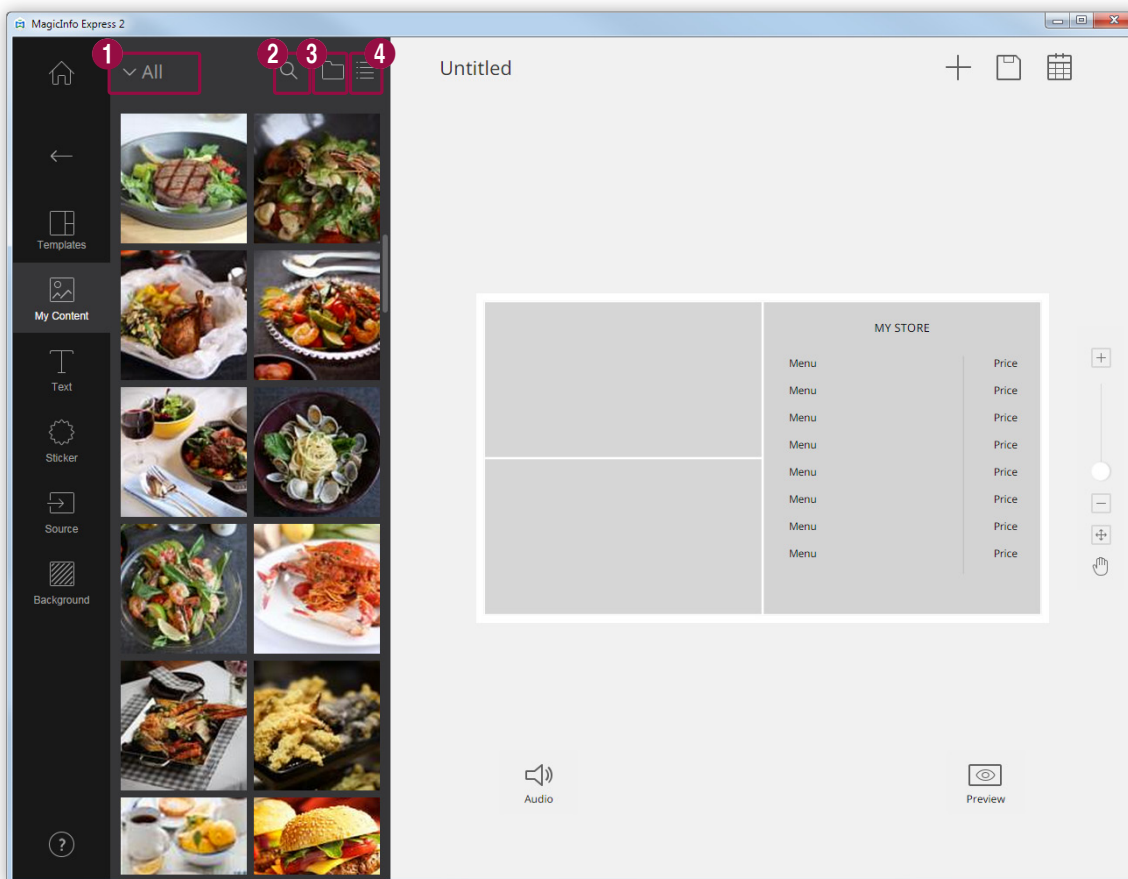 MagicInfo Express 2
1
2
3
4
All
Untitled
Templates
My Content
Text
Sticker
Source
Background
?
MY STORE
Menu Price
Menu Price
Menu Price
Menu Price
Menu Price
Menu Price
Menu Price
Menu Price
Audio
Preview